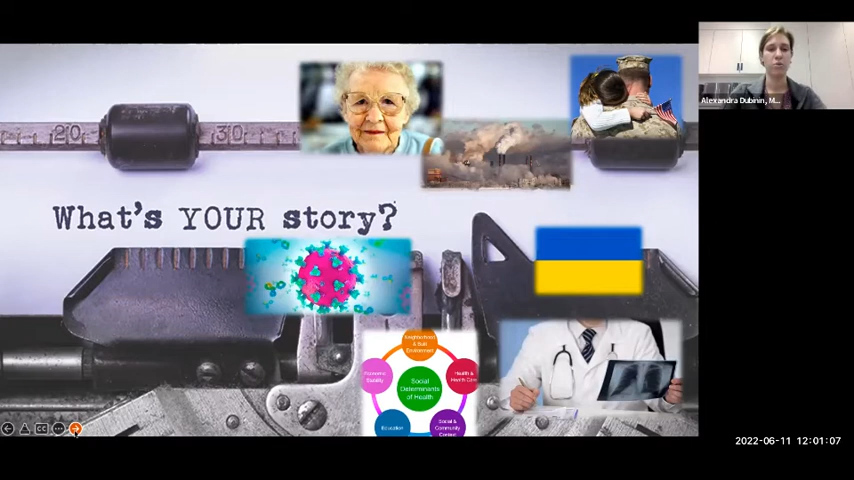 Alexandra Dubinin, M...
20
30
What's YOUR story?
Neighborhood
& Built
Environment
Economic
Stability
Health &
Health Care
Social
Determinants
of Health
Education
Social &
Community
Context
CC
2022-06-11 12:01:07